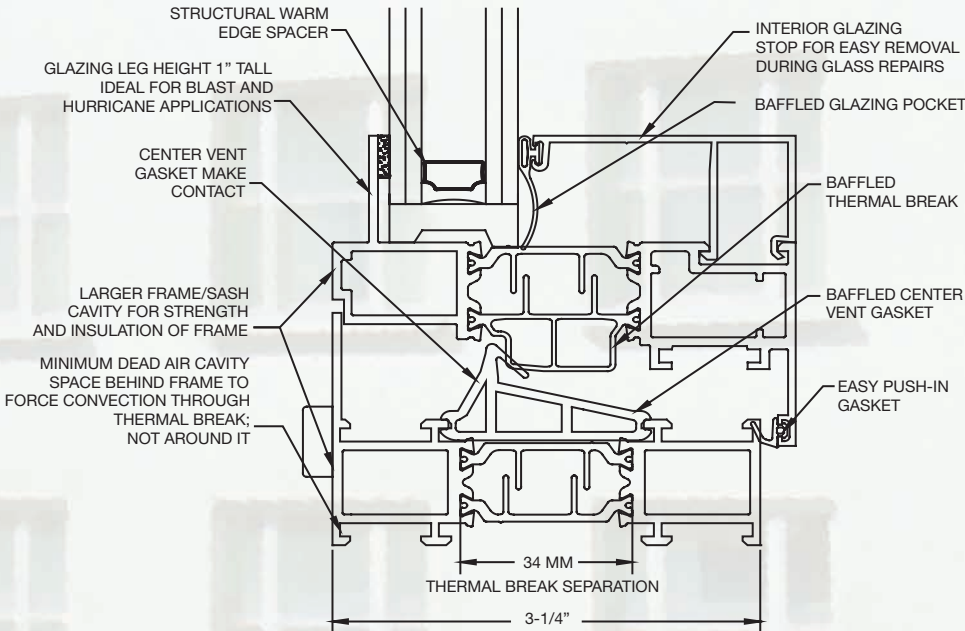 STRUCTURAL WARM
EDGE SPACER
GLAZING LEG HEIGHT 1” TALL
IDEAL FOR BLAST AND
HURRICANE APPLICATIONS
CENTER VENT
GASKET MAKE
CONTACT
LARGER FRAME/SASH
CAVITY FOR STRENGTH
AND INSULATION OF FRAME
MINIMUM DEAD AIR CAVITY
SPACE BEHIND FRAME TO
FORCE CONVECTION THROUGH
THERMAL BREAK;
NOT AROUND IT
INTERIOR GLAZING
STOP FOR EASY REMOVAL
DURING GLASS REPAIRS
BAFFLED GLAZING POCKET
BAFFLED
THERMAL BREAK
BAFFLED CENTER
VENT GASKET
EASY PUSH-IN
GASKET
34 MM
THERMAL BREAK SEPARATION
3-1/4”